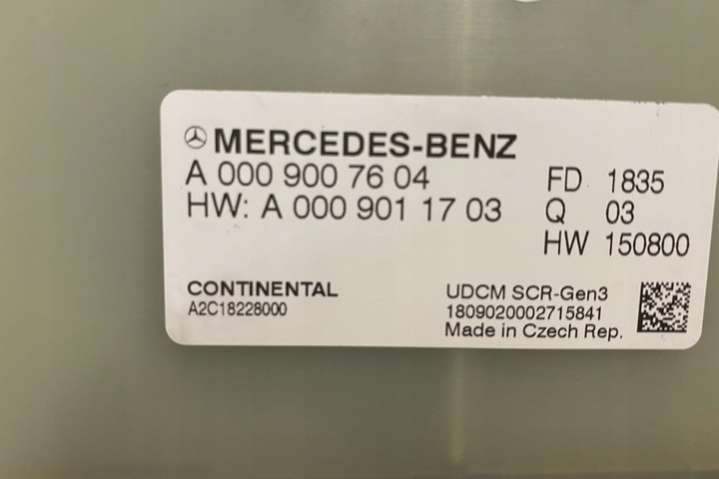 MERCEDES-BENZ
A 000 900 76 04
HW: A 000 901 17 03
FD 1835
Q 03
HW 150800
CONTINENTAL
A2C18228000
UDCM SCR-Gen3
1809020002715841
Made in Czech Rep.